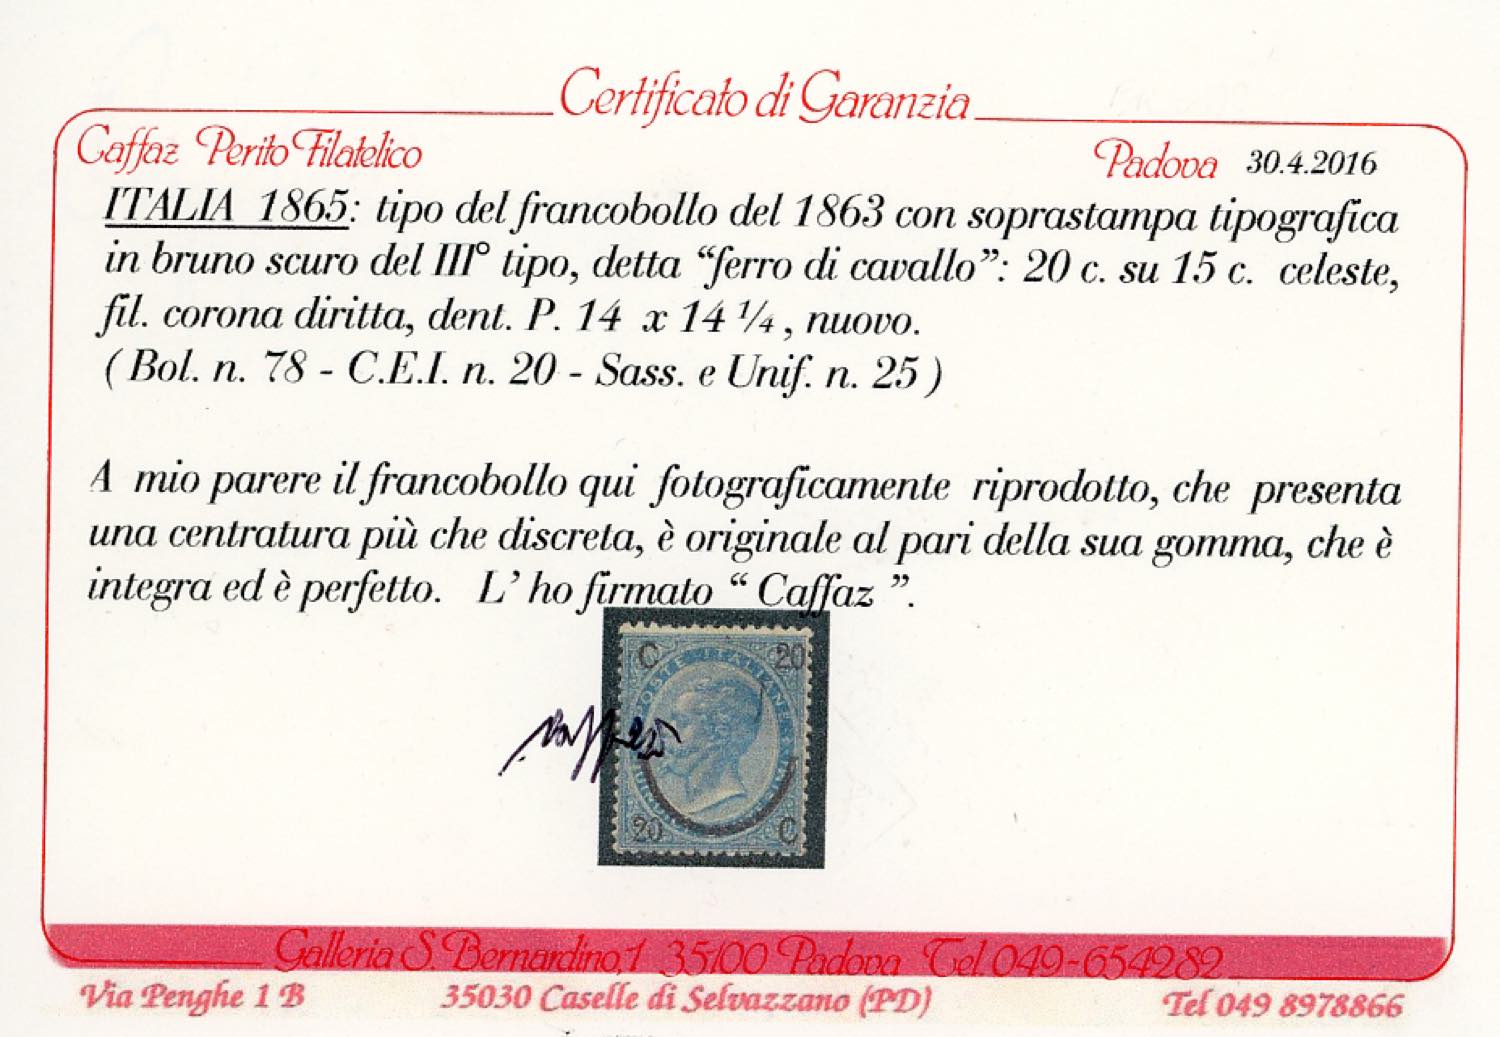 Certificato di Garanzia
Caffaz Perito Filatelico
Padova 30.4.2016
ITALIA 1865: tipo del francobollo del 1863 con soprastampa tipografica
in bruno scuro del III° tipo, detta “ferro di cavallo”: 20 c. su 15 c. celeste,
fil. corona diritta, dent. P. 14 x 14 ¼, nuovo.
( Bol. n. 78 - C.E.I. n. 20 - Sass. e Unif. n. 25 )
A mio parere il francobollo qui fotograficamente riprodotto, che presenta
una centratura più che discreta, è originale al pari della sua gomma, che è
integra ed è perfetto. L’ ho firmato “ Caffaz ”.
C 20
POSTE ITALIANE
Caffaz
20 C
Galleria S. Bernardino,1 35100 Padova Tel. 049-654282
Via Penghe 1 B 35030 Caselle di Selvazzano (PD) Tel 049 8978866